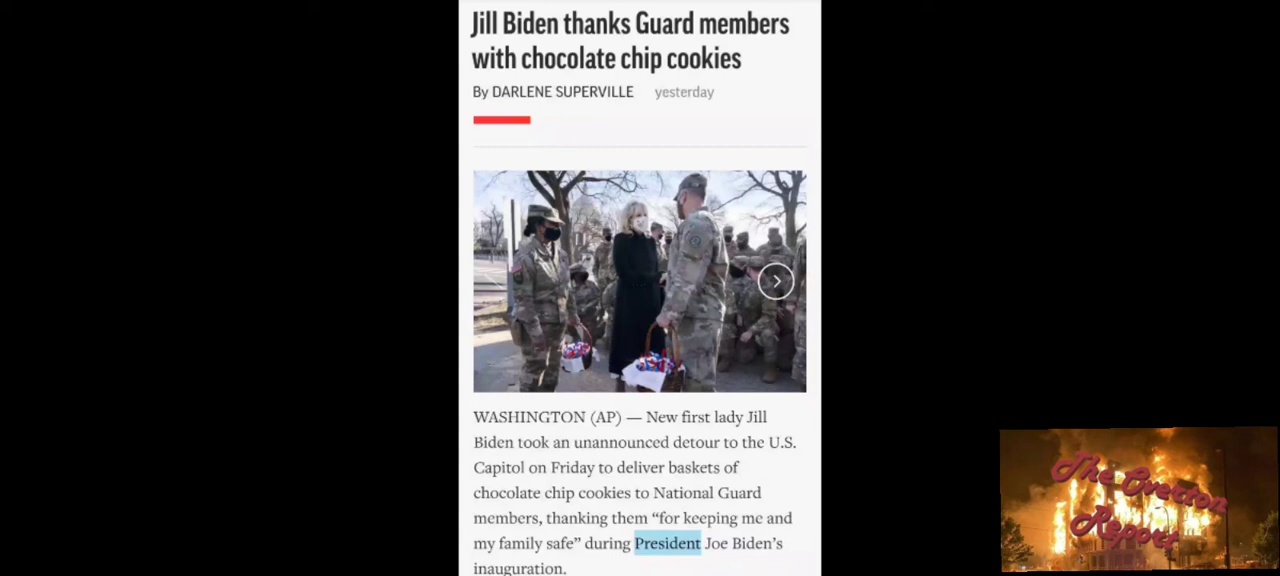 Jill Biden thanks Guard members
with chocolate chip cookies
By DARLENE SUPERVILLE yesterday
WASHINGTON (AP) — New first lady Jill
Biden took an unannounced detour to the U.S.
Capitol on Friday to deliver baskets of
chocolate chip cookies to National Guard
members, thanking them “for keeping me and
my family safe” during President Joe Biden’s
inauguration.
The Overton
Report